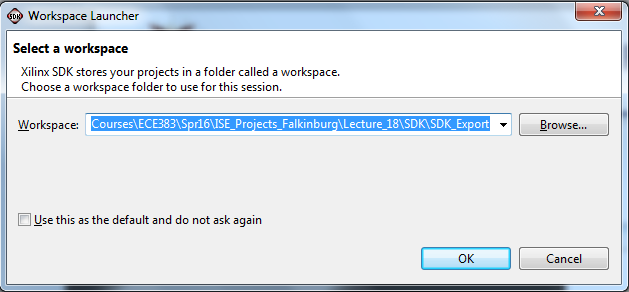 SDK
Workspace Launcher
Select a workspace
Xilinx SDK stores your projects in a folder called a workspace.
Choose a workspace folder to use for this session.
Workspace: Courses\ECE383\Spr16\ISE_Projects_Falkinburg\Lecture_18\SDK\SDK_Export Browse...
Use this as the default and do not ask again
OK Cancel